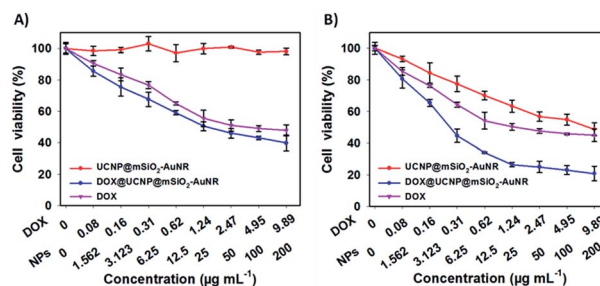 A)
Cell viability (%)
100
80
60
40
20
0
UCNP@mSiO₂-AuNR
DOX@UCNP@mSiO₂-AuNR
DOX
DOX 0 0.08 0.16 0.31 0.62 1.24 2.47 4.95 9.89
NPs 0 1.562 3.123 6.25 12.5 25 50 100 200
Concentration (µg mL⁻¹)
B)
Cell viability (%)
100
80
60
40
20
0
UCNP@mSiO₂-AuNR
DOX@UCNP@mSiO₂-AuNR
DOX
DOX 0 0.08 0.16 0.31 0.62 1.24 2.47 4.95 9.89
NPs 0 1.562 3.123 6.25 12.5 25 50 100 200
Concentration (µg mL⁻¹)